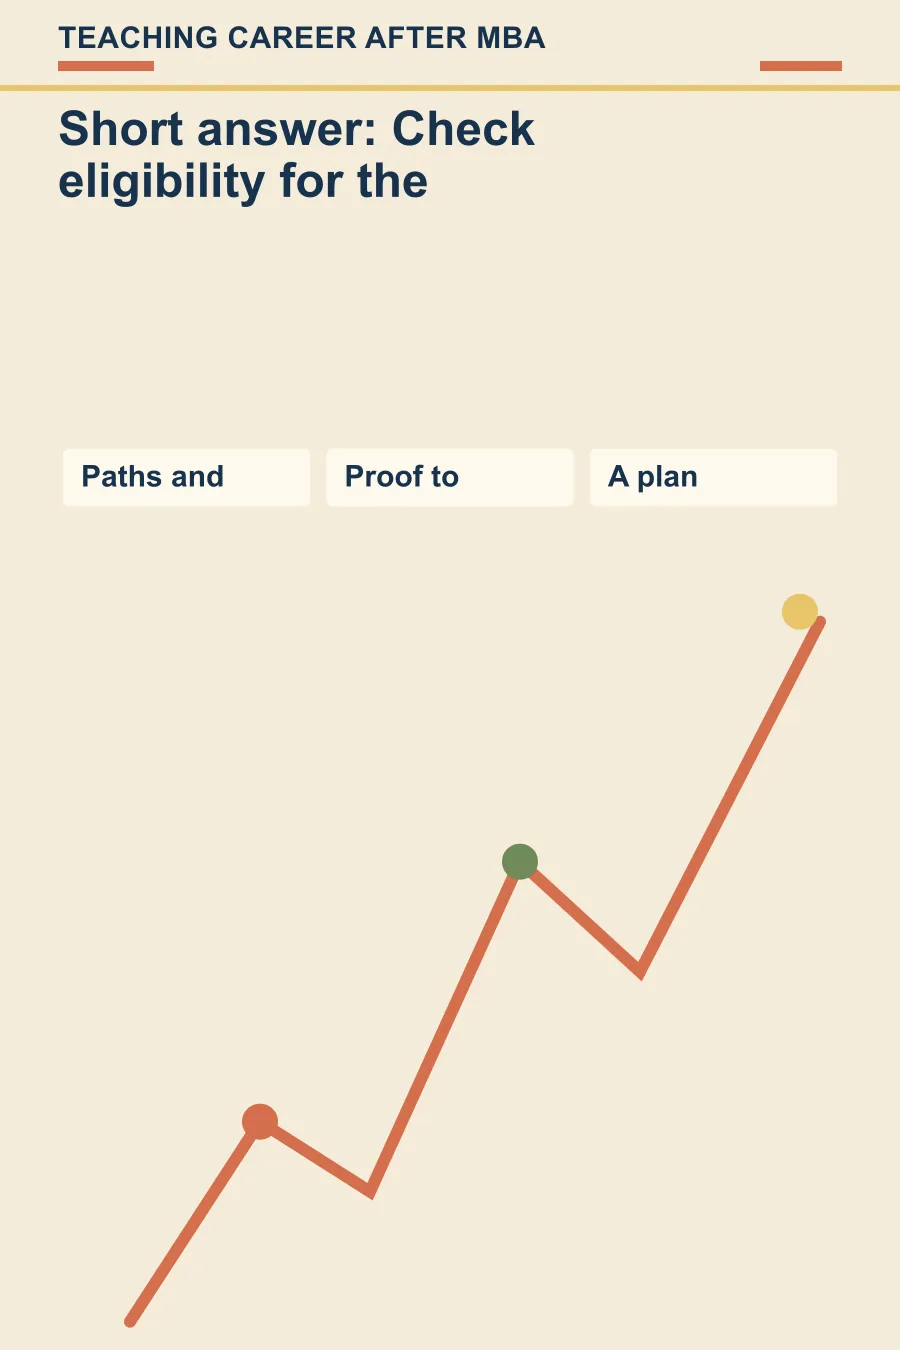 TEACHING CAREER AFTER MBA
Short answer: Check
eligibility for the
Paths and
Proof to
A plan